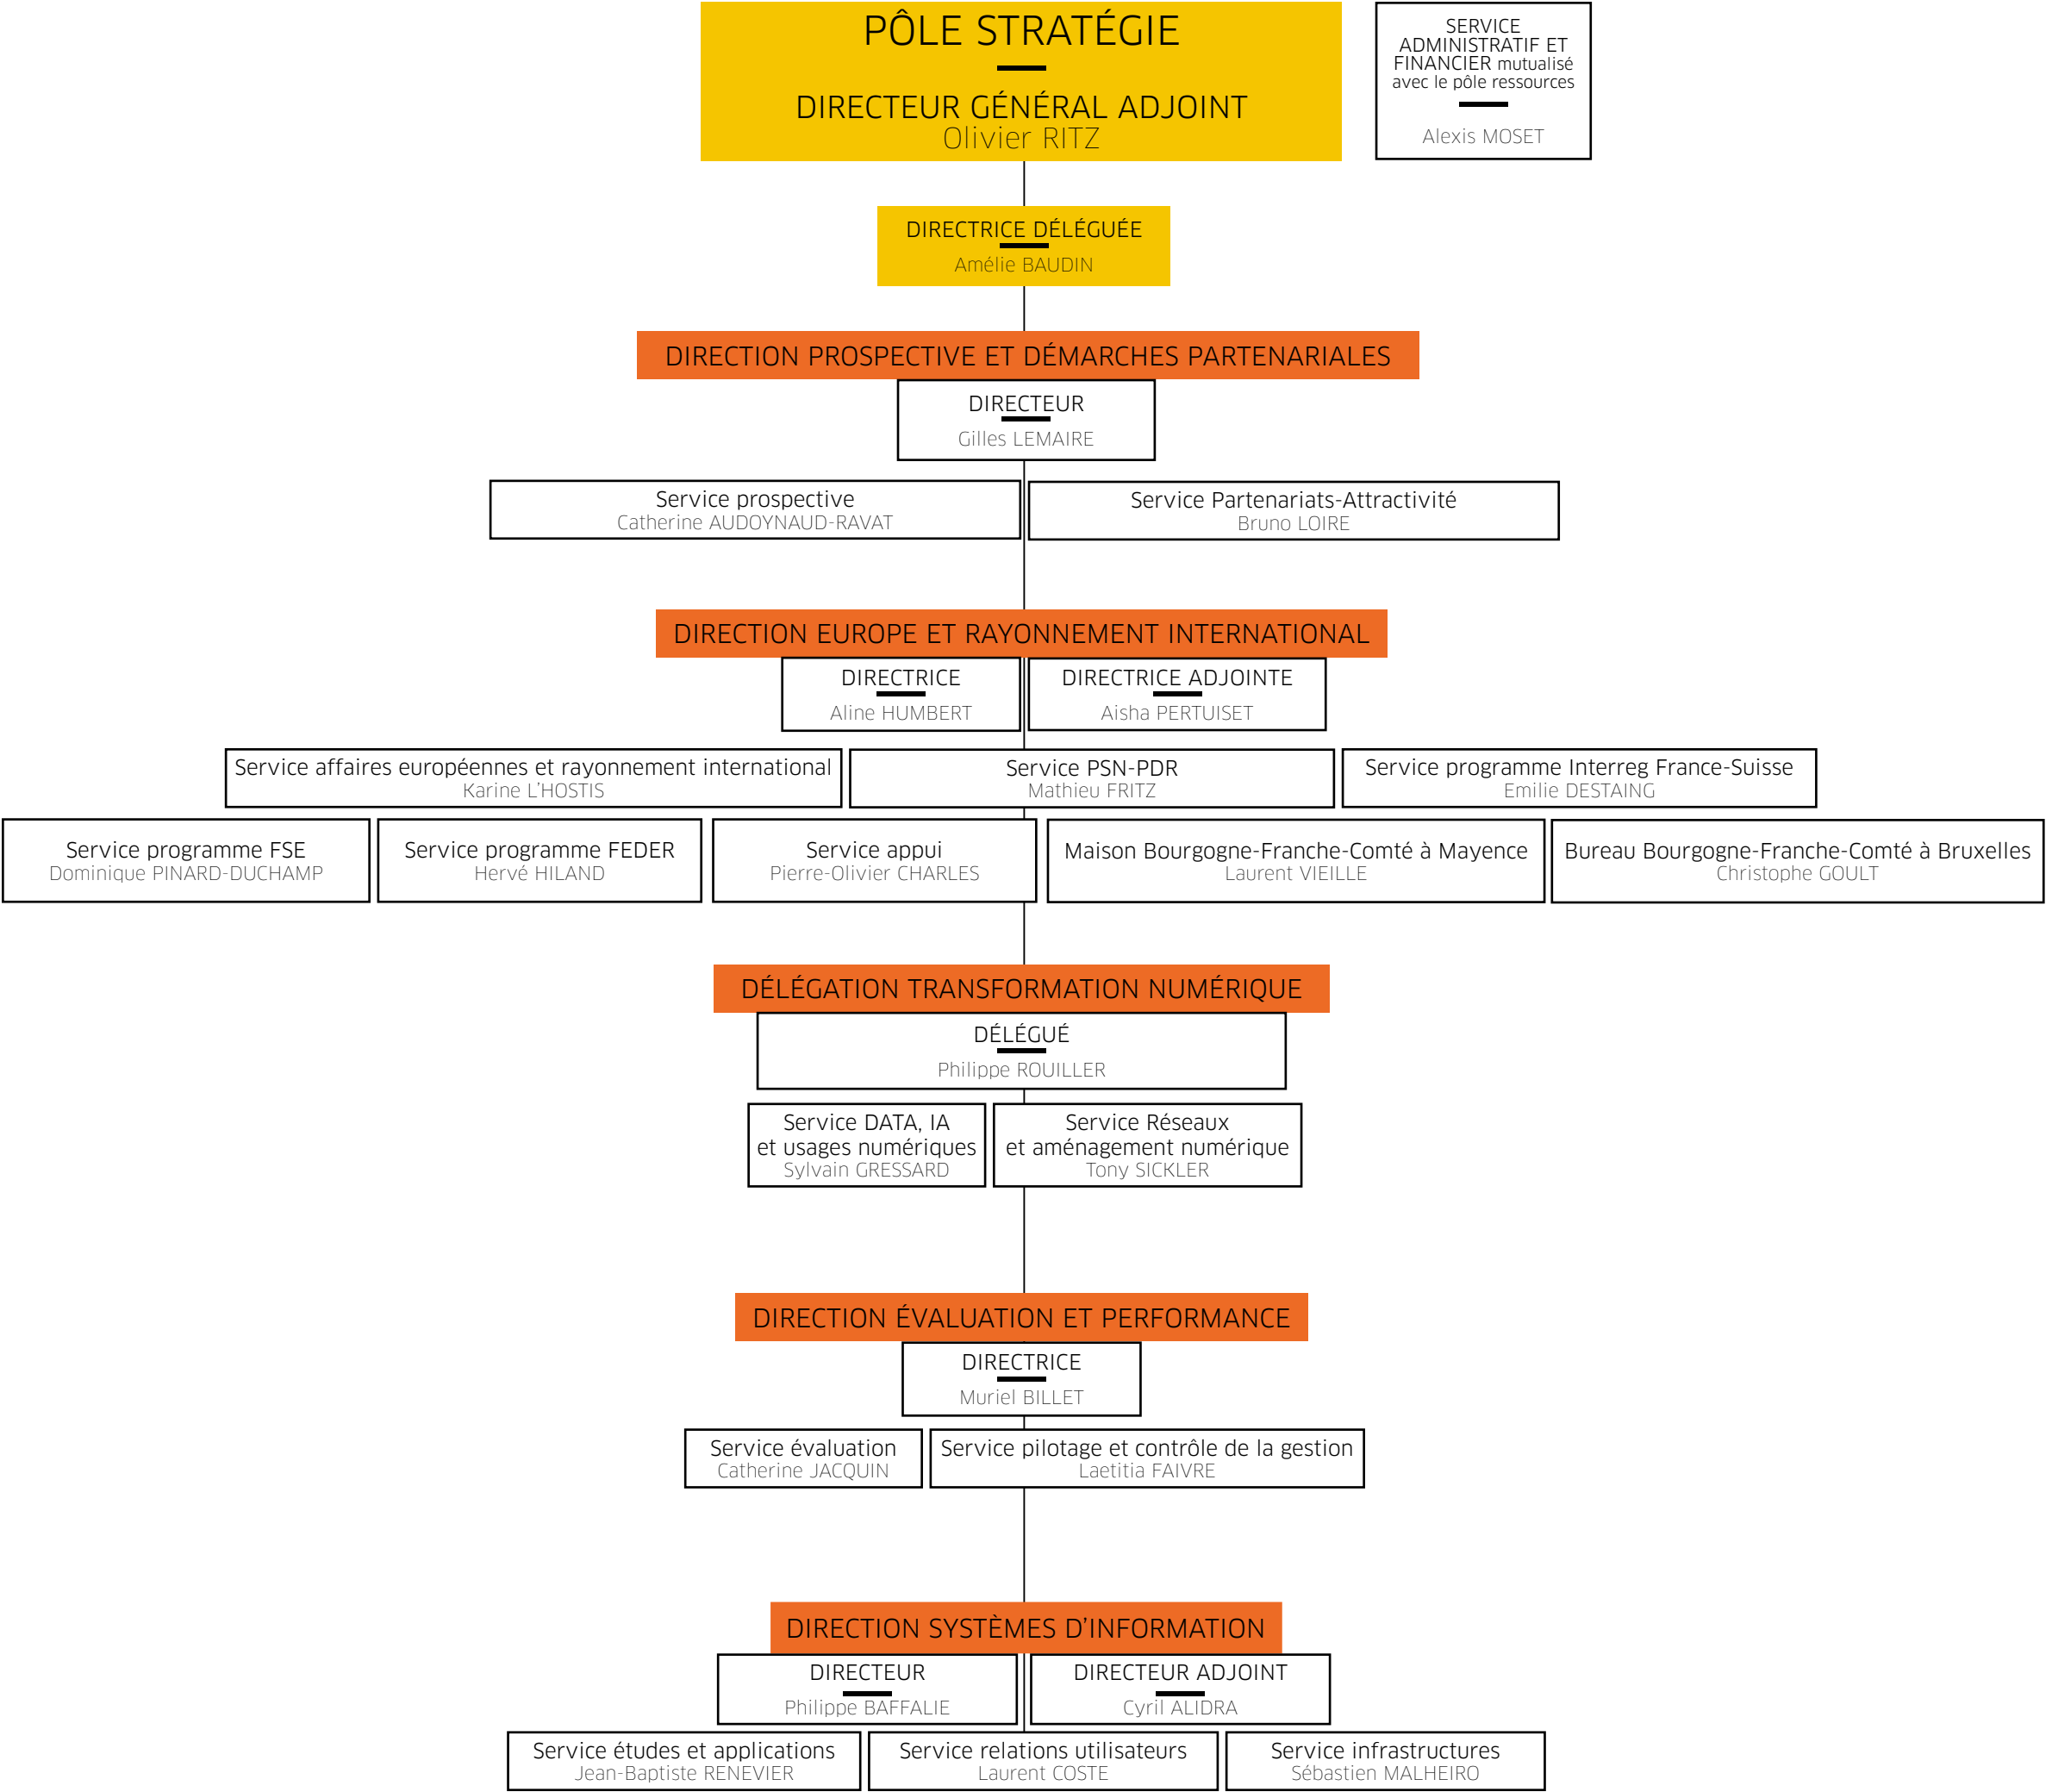 PÔLE STRATÉGIE
DIRECTEUR GÉNÉRAL ADJOINT
Olivier RITZ
SERVICE
ADMINISTRATIF ET
FINANCIER mutualisé
avec le pôle ressources
Alexis MOSET
DIRECTRICE DÉLÉGUÉE
Amélie BAUDIN
DIRECTION PROSPECTIVE ET DÉMARCHES PARTENARIALES
DIRECTEUR
Gilles LEMAIRE
Service prospective
Catherine AUDOYNAUD-RAVAT
Service Partenariats-Attractivité
Bruno LOIRE
DIRECTION EUROPE ET RAYONNEMENT INTERNATIONAL
DIRECTRICE
Aline HUMBERT
DIRECTRICE ADJOINTE
Aisha PERTUISET
Service affaires européennes et rayonnement international
Karine L'HOSTIS
Service PSN-PDR
Mathieu FRITZ
Service programme Interreg France-Suisse
Emilie DESTAING
Service programme FSE
Dominique PINARD-DUCHAMP
Service programme FEDER
Hervé HILAND
Service appui
Pierre-Olivier CHARLES
Maison Bourgogne-Franche-Comté à Mayence
Laurent VIEILLE
Bureau Bourgogne-Franche-Comté à Bruxelles
Christophe GOULT
DÉLÉGATION TRANSFORMATION NUMÉRIQUE
DÉLÉGUÉ
Philippe ROUILLER
Service DATA, IA
et usages numériques
Sylvain GRESSARD
Service Réseaux
et aménagement numérique
Tony SICKLER
DIRECTION ÉVALUATION ET PERFORMANCE
DIRECTRICE
Muriel BILLET
Service évaluation
Catherine JACQUIN
Service pilotage et contrôle de la gestion
Laetitia FAIVRE
DIRECTION SYSTÈMES D'INFORMATION
DIRECTEUR
Philippe BAFFALIE
DIRECTEUR ADJOINT
Cyril ALIDRA
Service études et applications
Jean-Baptiste RENEVIER
Service relations utilisateurs
Laurent COSTE
Service infrastructures
Sébastien MALHEIRO